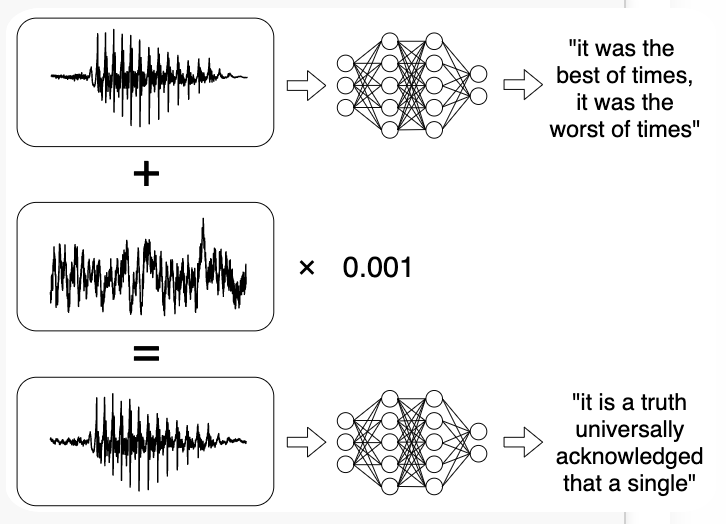 "it was the
best of times,
it was the
worst of times"
+
× 0.001
=
"it is a truth
universally
acknowledged
that a single"